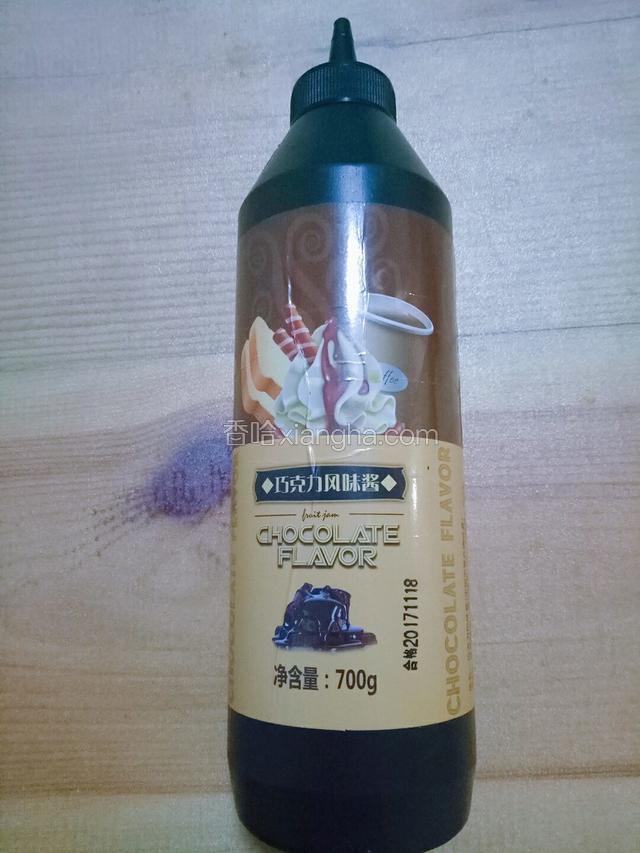 ffee
香哈xiangha.com
巧克力风味酱
fruit jam
CHOCOLATE
FLAVOR
合格20171118
净含量：700g
CHOCOLATE FLAVOR